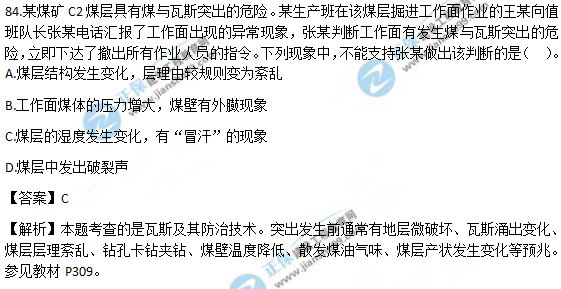 84.某煤矿 C2 煤层具有煤与瓦斯突出的危险。某生产班在该煤层掘进工作面作业的王某向值
班队长张某电话汇报了工作面出现的异常现象，张某判断工作面有发生煤与瓦斯突出的危
险，立即下达了撤出所有作业人员的指令。下列现象中，不能支持张某做出该判断的是（ ）。
A.煤层结构发生变化，层理由较规则变为紊乱
B.工作面煤体的压力增大，煤壁有外臌现象
C.煤层的湿度发生变化，有“冒汗”的现象
D.煤层中发出破裂声
【答案】C
【解析】本题考查的是瓦斯及其防治技术。突出发生前通常有地层微破坏、瓦斯涌出变化、
煤层层理紊乱、钻孔卡钻夹钻、煤壁温度降低、散发煤油气味、煤层产状发生变化等预兆。
参见教材 P309。